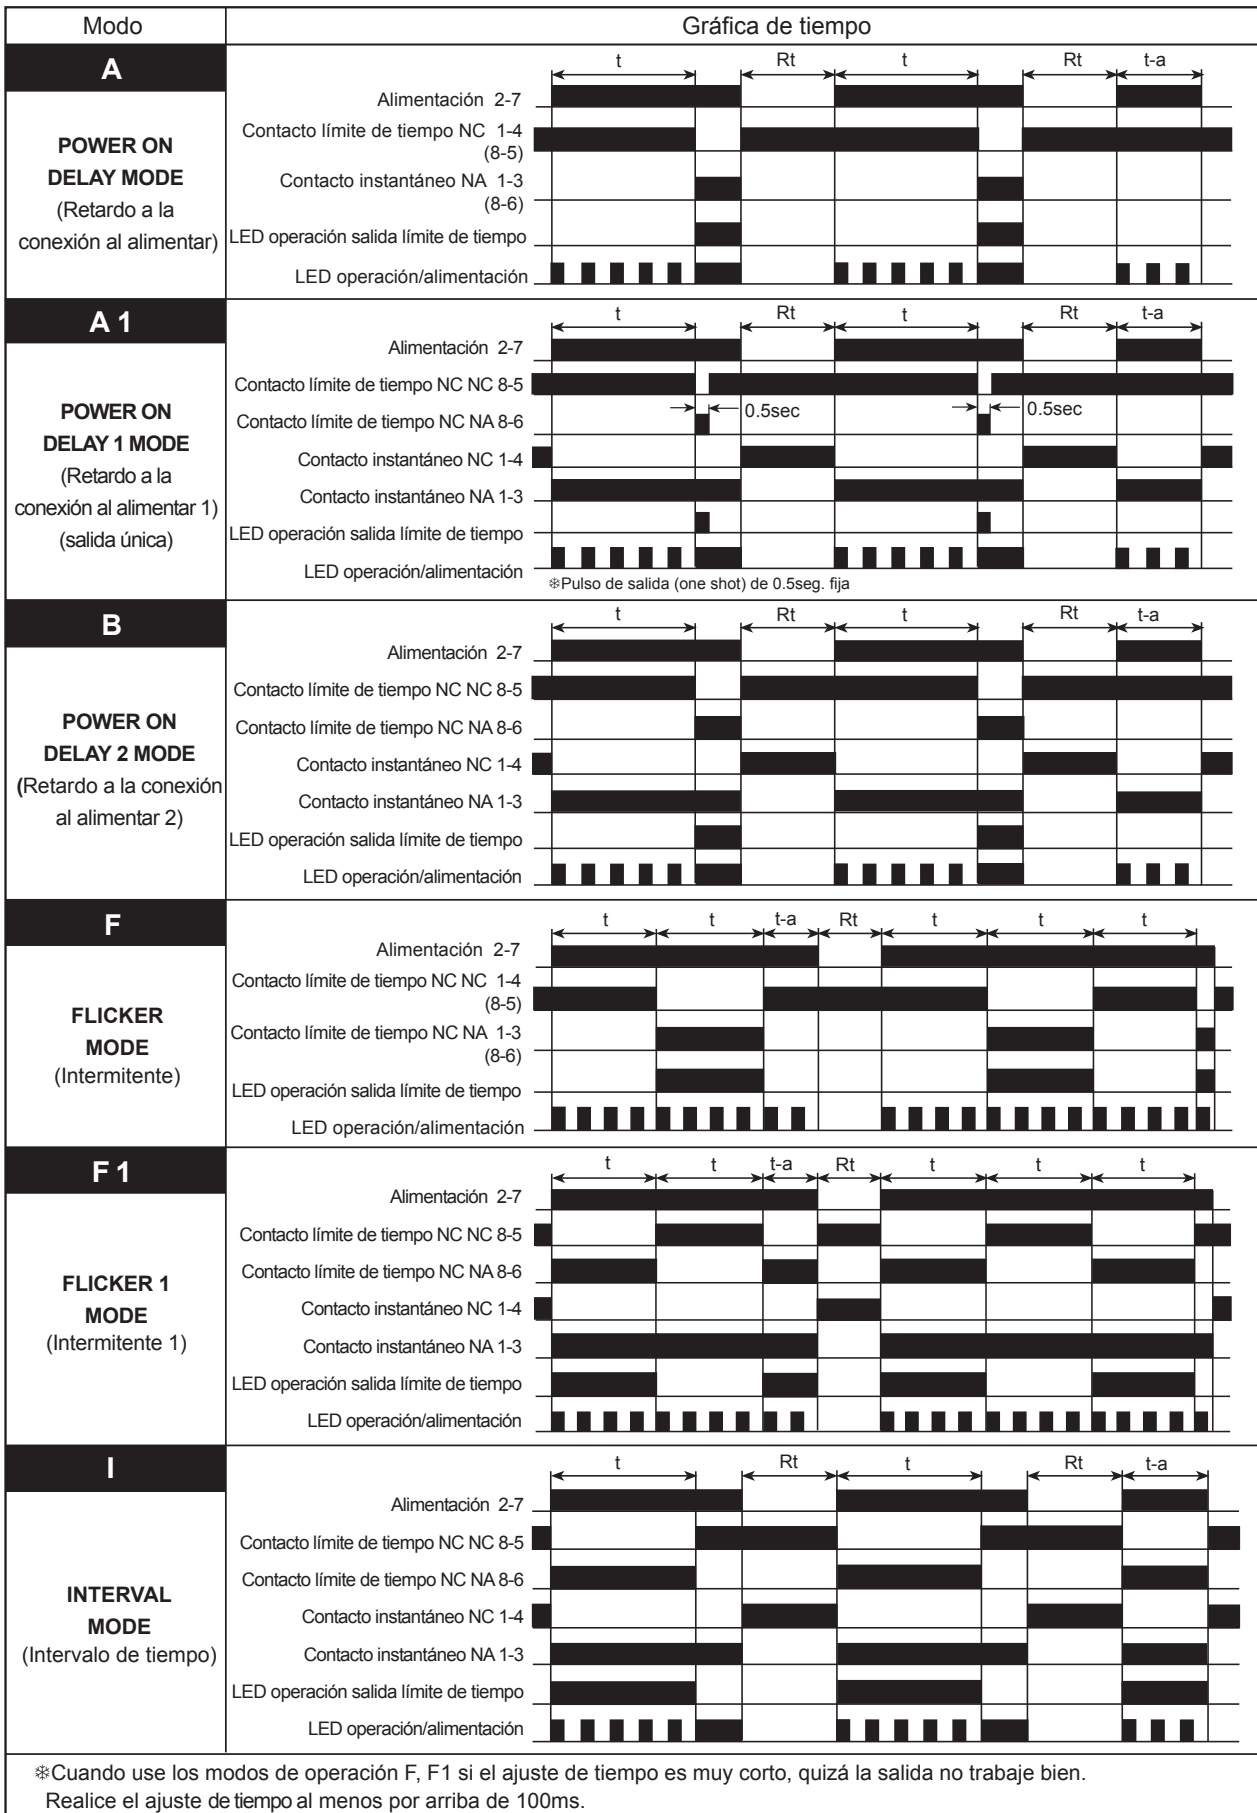 Modo Gráfica de tiempo
A
POWER ON
DELAY MODE
(Retardo a la
conexión al alimentar)
t Rt t Rt t-a
Alimentación 2-7
Contacto límite de tiempo NC 1-4
(8-5)
Contacto instantáneo NA 1-3
(8-6)
LED operación salida límite de tiempo
LED operación/alimentación
A 1
POWER ON
DELAY 1 MODE
(Retardo a la
conexión al alimentar 1)
(salida única)
t Rt t Rt t-a
Alimentación 2-7
Contacto límite de tiempo NC NC 8-5
0.5sec 0.5sec
Contacto límite de tiempo NC NA 8-6
Contacto instantáneo NC 1-4
Contacto instantáneo NA 1-3
LED operación salida límite de tiempo
LED operación/alimentación
❊Pulso de salida (one shot) de 0.5seg. fija
B
POWER ON
DELAY 2 MODE
(Retardo a la conexión
al alimentar 2)
t Rt t Rt t-a
Alimentación 2-7
Contacto límite de tiempo NC NC 8-5
Contacto límite de tiempo NC NA 8-6
Contacto instantáneo NC 1-4
Contacto instantáneo NA 1-3
LED operación salida límite de tiempo
LED operación/alimentación
F
FLICKER
MODE
(Intermitente)
t t t-a Rt t t t
Alimentación 2-7
Contacto límite de tiempo NC NC 1-4
(8-5)
Contacto límite de tiempo NC NA 1-3
(8-6)
LED operación salida límite de tiempo
LED operación/alimentación
F 1
FLICKER 1
MODE
(Intermitente 1)
t t t-a Rt t t t
Alimentación 2-7
Contacto límite de tiempo NC NC 8-5
Contacto límite de tiempo NC NA 8-6
Contacto instantáneo NC 1-4
Contacto instantáneo NA 1-3
LED operación salida límite de tiempo
LED operación/alimentación
I
INTERVAL
MODE
(Intervalo de tiempo)
t Rt t Rt t-a
Alimentación 2-7
Contacto límite de tiempo NC NC 8-5
Contacto límite de tiempo NC NA 8-6
Contacto instantáneo NC 1-4
Contacto instantáneo NA 1-3
LED operación salida límite de tiempo
LED operación/alimentación
❊Cuando use los modos de operación F, F1 si el ajuste de tiempo es muy corto, quizá la salida no trabaje bien.
Realice el ajuste de tiempo al menos por arriba de 100ms.